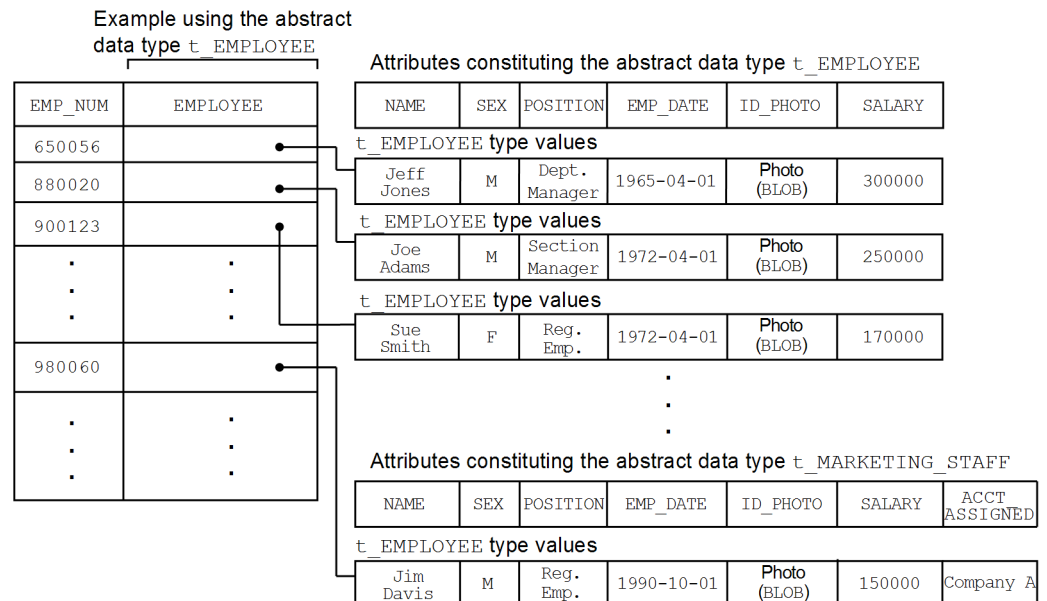 Example using the abstract
data type t_EMPLOYEE
EMP_NUM EMPLOYEE
650056
880020
900123
980060
Attributes constituting the abstract data type t_EMPLOYEE
NAME SEX POSITION EMP_DATE ID_PHOTO SALARY
t_EMPLOYEE type values
Jeff Jones M Dept. Manager 1965-04-01 Photo (BLOB) 300000
t_EMPLOYEE type values
Joe Adams M Section Manager 1972-04-01 Photo (BLOB) 250000
t_EMPLOYEE type values
Sue Smith F Reg. Emp. 1972-04-01 Photo (BLOB) 170000
Attributes constituting the abstract data type t_MARKETING_STAFF
NAME SEX POSITION EMP_DATE ID_PHOTO SALARY ACCT_ASSIGNED
t_EMPLOYEE type values
Jim Davis M Reg. Emp. 1990-10-01 Photo (BLOB) 150000 Company A